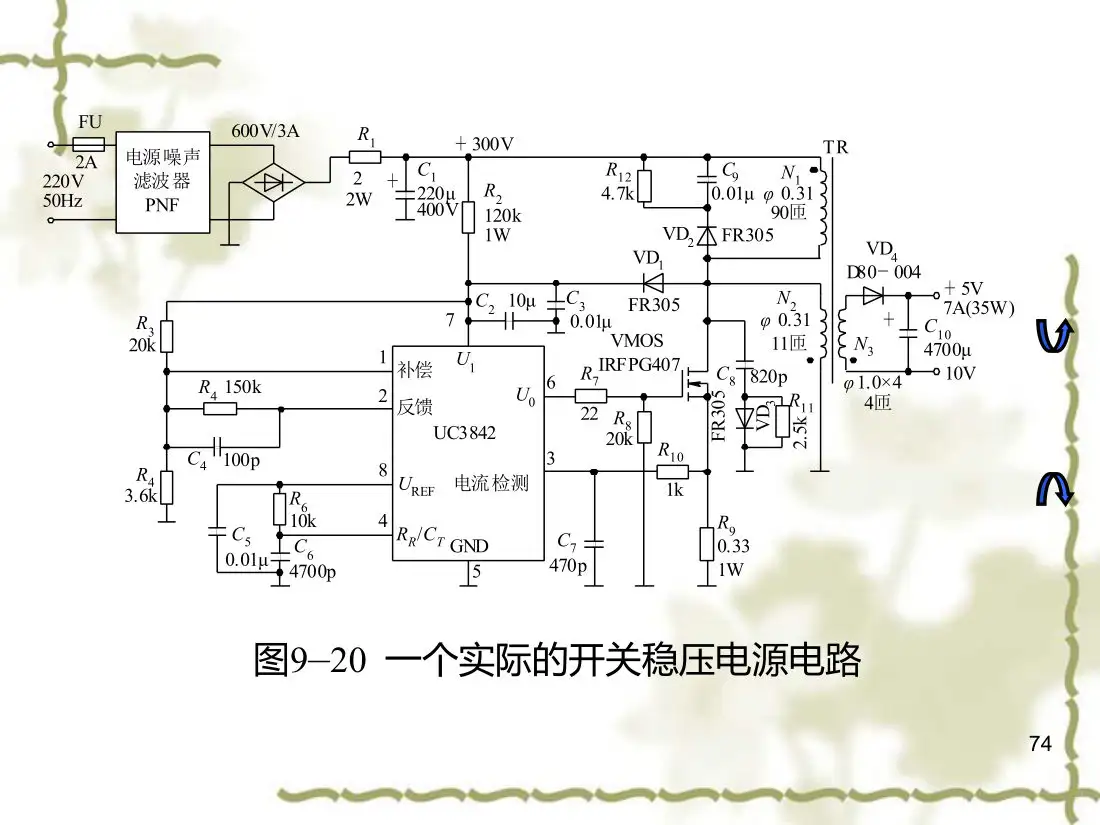 FU
2A
220V
50Hz
电源噪声
滤波器
PNF
600V/3A
R1
2
2W
+
C1
220μ
400V
+300V
R2
120k
1W
R12
4.7k
C9
0.01μ
N1
φ 0.31
90匝
TR
VD2
FR305
VD1
FR305
VD4
D80-004
+5V
7A(35W)
+
C10
4700μ
10V
N2
φ 0.31
11匝
N3
φ1.0×4
4匝
C2
10μ
C3
0.01μ
7
VMOS
IRFPG407
R3
20k
1
补偿
U1
R4 150k
2
反馈
C4
100p
UC3842
U0
6
R7
22
R8
20k
C8
820p
FR305
VD3
R11
2.5k
R4
3.6k
8
UREF
电流检测
3
R10
1k
R6
10k
4
RR/CT
GND
5
C5
0.01μ
C6
4700p
C7
470p
R9
0.33
1W
图9–20 一个实际的开关稳压电源电路
74